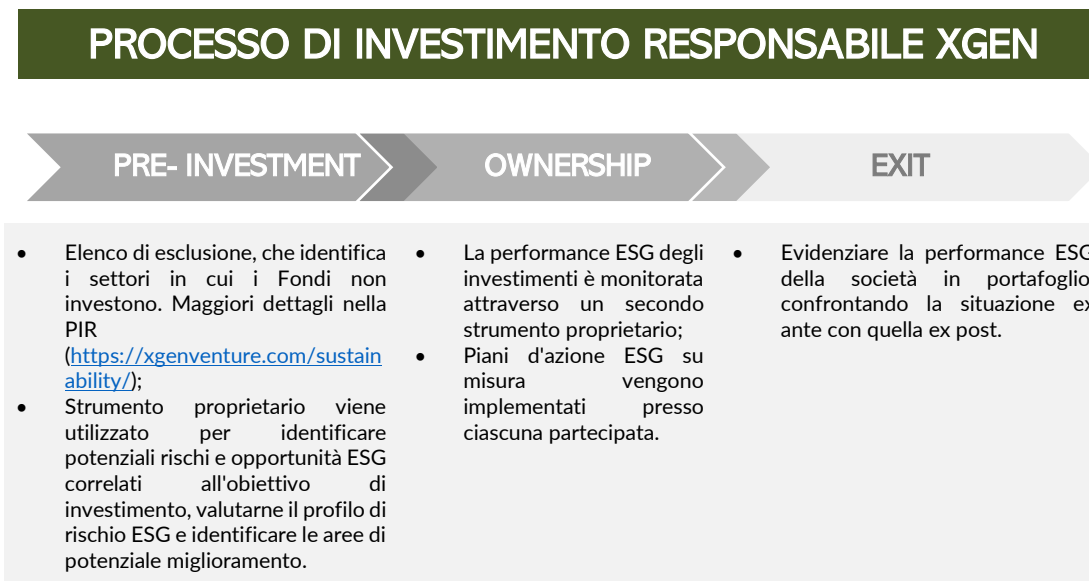 PROCESSO DI INVESTIMENTO RESPONSABILE XGEN
PRE- INVESTMENT
OWNERSHIP
EXIT
• Elenco di esclusione, che identifica
i settori in cui i Fondi non
investono. Maggiori dettagli nella
PIR
(https://xgenventure.com/sustain
ability/);
• Strumento proprietario viene
utilizzato per identificare
potenziali rischi e opportunità ESG
correlati all'obiettivo di
investimento, valutarne il profilo di
rischio ESG e identificare le aree di
potenziale miglioramento.
• La performance ESG degli
investimenti è monitorata
attraverso un secondo
strumento proprietario;
• Piani d'azione ESG su
misura vengono
implementati presso
ciascuna partecipata.
• Evidenziare la performance ESG
della società in portafoglio
confrontando la situazione ex
ante con quella ex post.